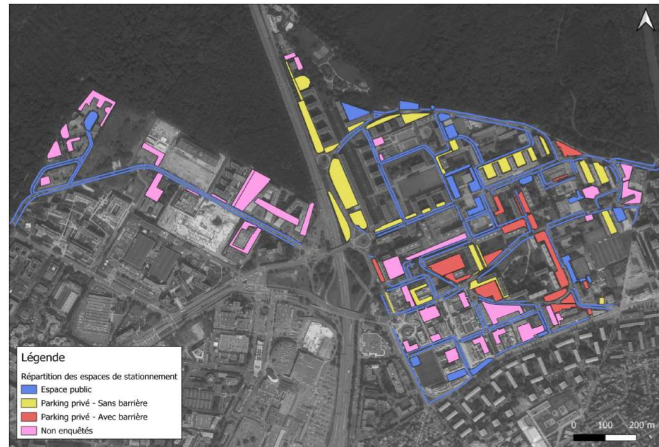 Légende
Répartition des espaces de stationnement
Espace public
Parking privé - Sans barrière
Parking privé - Avec barrière
Non enquêtés
0 100 200 m